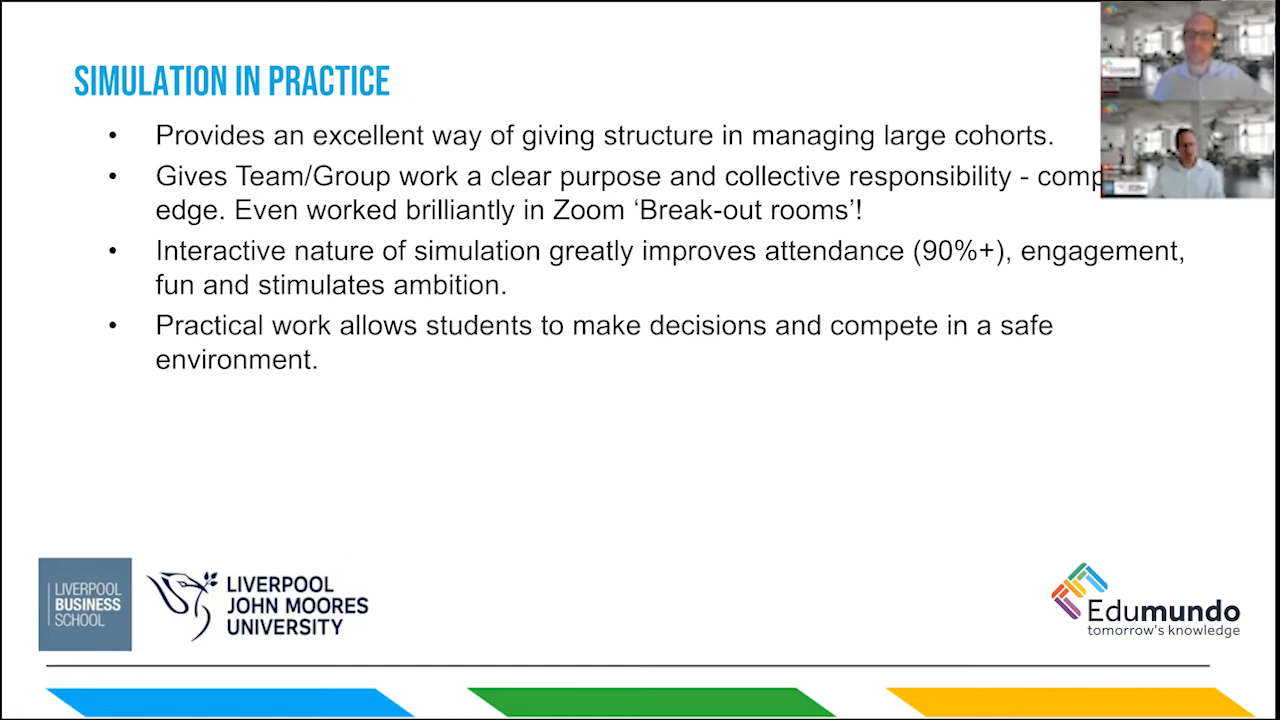 SIMULATION IN PRACTICE
• Provides an excellent way of giving structure in managing large cohorts.
• Gives Team/Group work a clear purpose and collective responsibility -
edge. Even worked brilliantly in Zoom ‘Break-out rooms’!
• Interactive nature of simulation greatly improves attendance (90%+), engagement,
fun and stimulates ambition.
• Practical work allows students to make decisions and compete in a safe
environment.
LIVERPOOL
BUSINESS
SCHOOL
LIVERPOOL
JOHN MOORES
UNIVERSITY
Edumundo
tomorrow's knowledge